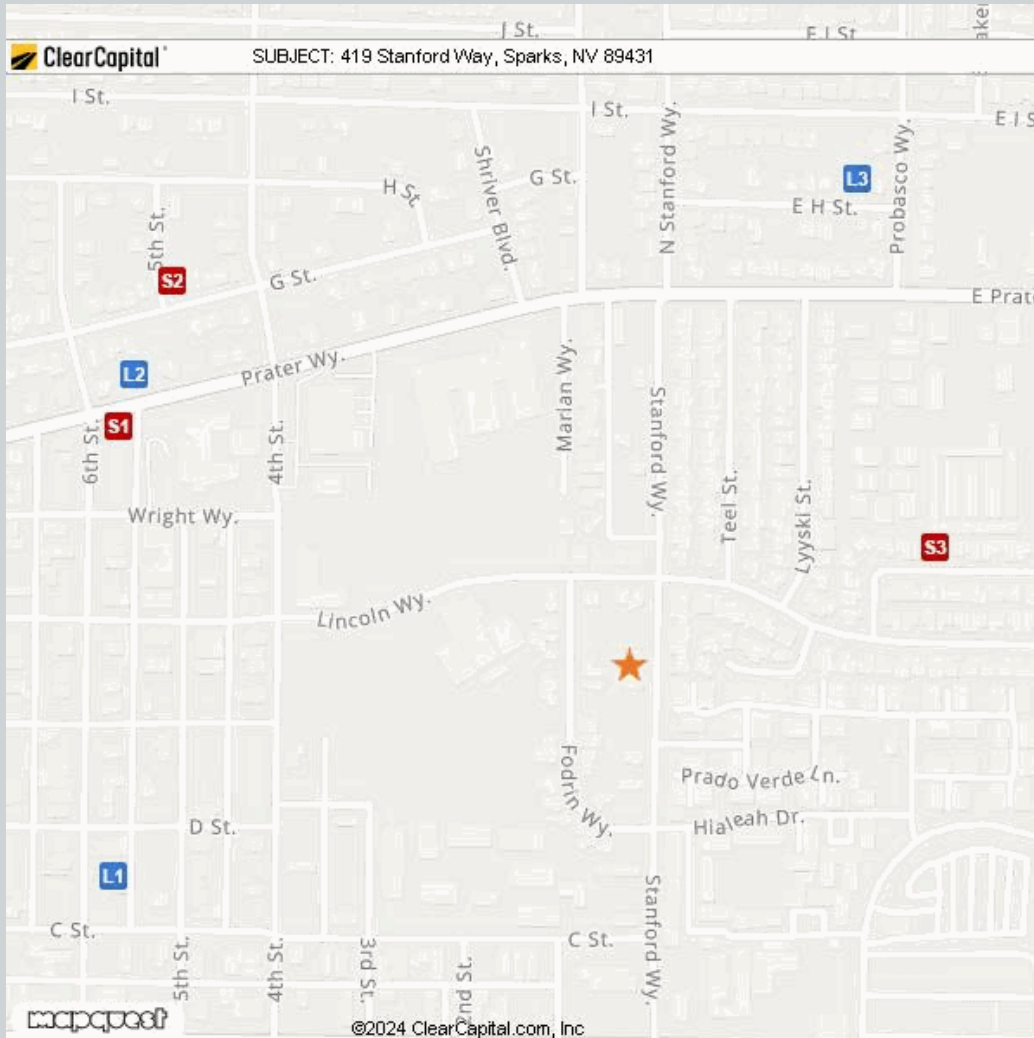 J St.
E I St.
ClearCapital
SUBJECT: 419 Stanford Way, Sparks, NV 89431
I St.
I St.
E I S
Shriver Blvd.
N Stanford Wy.
Probasco Wy.
L3
H St.
G St.
E H St.
5th St.
S2
G St.
E Prat
L2
Prater Wy.
Marian Wy.
S1
6th St.
4th St.
Stanford Wy.
Teel St.
Lyyski St.
Wright Wy.
S3
Lincoln Wy.
Fodrin Wy.
Prado Verde Ln.
Hialeah Dr.
D St.
L1
Stanford Wy.
C St.
C St.
5th St.
4th St.
3rd St.
2nd St.
mapquest
©2024 ClearCapital.com, Inc